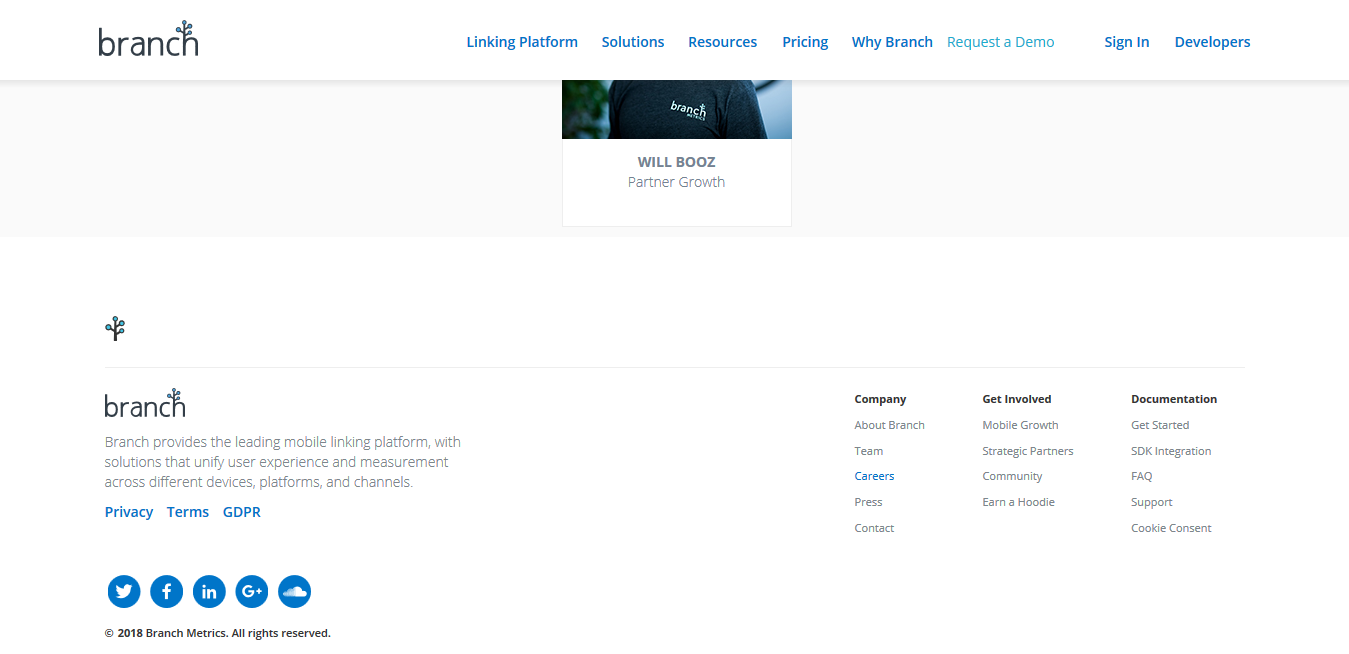 branch
Linking Platform Solutions Resources Pricing Why Branch Request a Demo Sign In Developers
branch
METRICS
WILL BOOZ
Partner Growth
branch
Branch provides the leading mobile linking platform, with
solutions that unify user experience and measurement
across different devices, platforms, and channels.
Privacy Terms GDPR
Company
About Branch
Team
Careers
Press
Contact
Get Involved
Mobile Growth
Strategic Partners
Community
Earn a Hoodie
Documentation
Get Started
SDK Integration
FAQ
Support
Cookie Consent
f
in
G+
© 2018 Branch Metrics. All rights reserved.